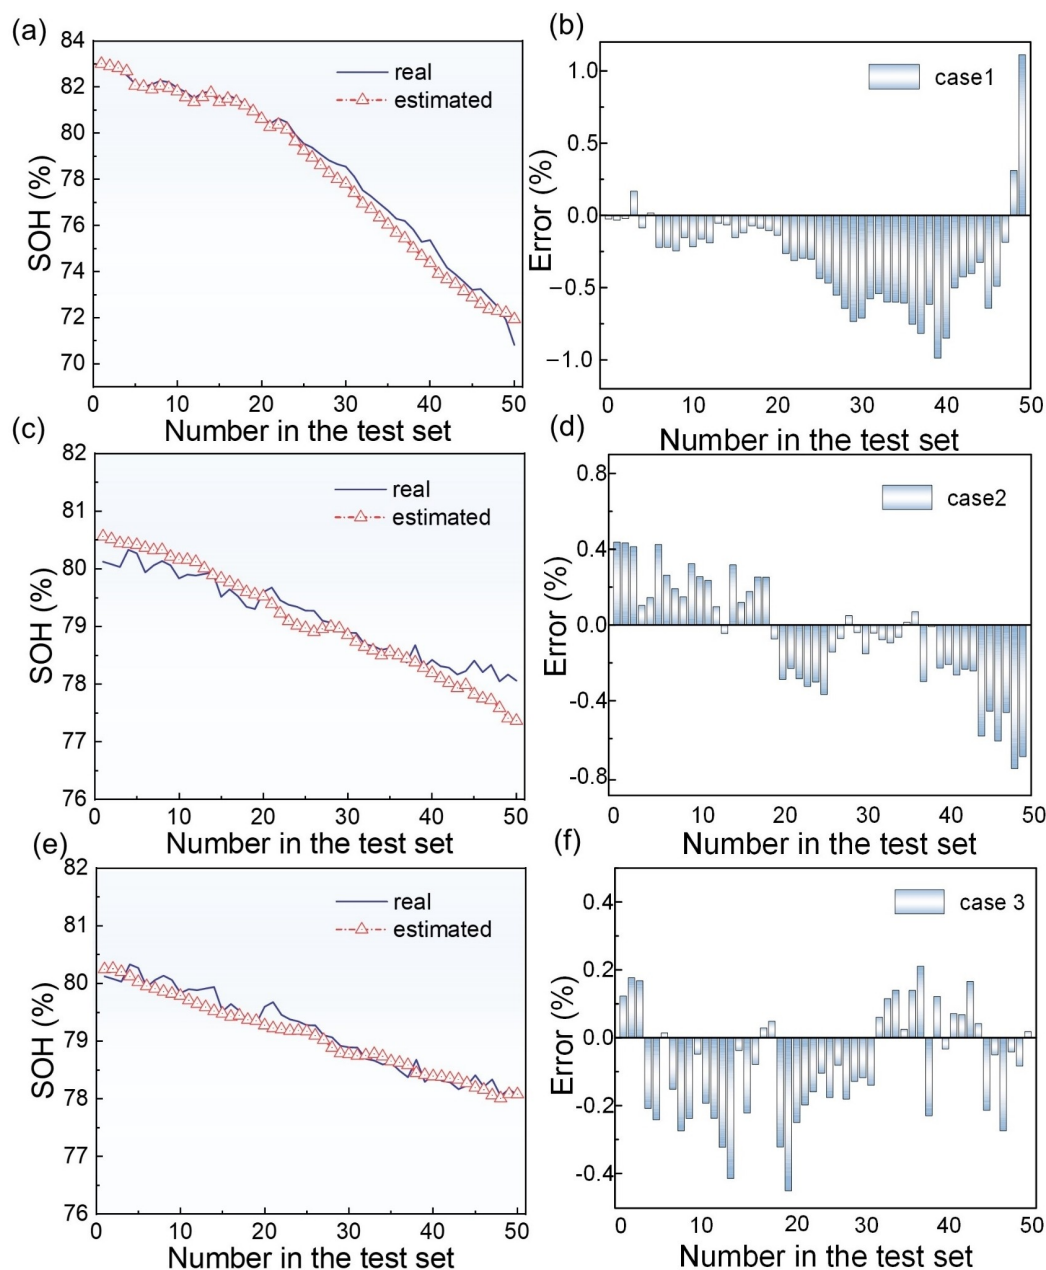 (a)
84
82
80
78
76
74
72
70
SOH (%)
real
estimated
0 10 20 30 40 50
Number in the test set
(b)
1.0
0.5
0.0
−0.5
−1.0
Error (%)
case1
0 10 20 30 40 50
Number in the test set
(c)
82
81
80
79
78
77
76
SOH (%)
real
estimated
0 10 20 30 40 50
Number in the test set
(d)
0.8
0.4
0.0
-0.4
-0.8
Error (%)
case2
0 10 20 30 40 50
Number in the test set
(e)
82
81
80
79
78
77
76
SOH (%)
real
estimated
0 10 20 30 40 50
Number in the test set
(f)
0.4
0.2
0.0
-0.2
-0.4
Error (%)
case 3
0 10 20 30 40 50
Number in the test set